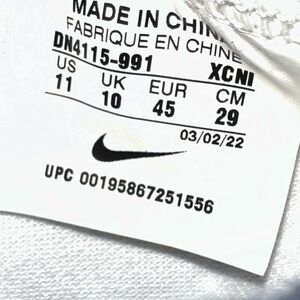 MADE IN CHINA
FABRIQUE EN CHINE
DN4115-991 XCNI
US UK EUR CM
11 10 45 29
03/02/22
UPC 00195867251556